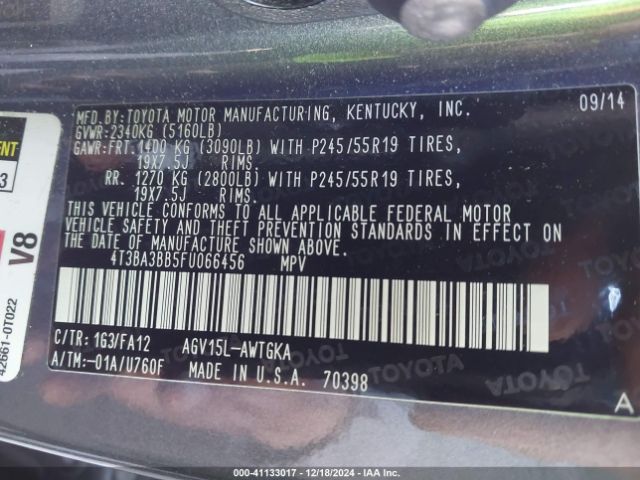 MFD. BY:TOYOTA MOTOR MANUFACTURING, KENTUCKY, INC. 09/14
GVWR:2340KG (5160LB)
GAWR:FRT.1400 KG (3090LB) WITH P245/55R19 TIRES,
19X7.5J RIMS.
RR. 1270 KG (2800LB) WITH P245/55R19 TIRES,
19X7.5J RIMS.
THIS VEHICLE CONFORMS TO ALL APPLICABLE FEDERAL MOTOR
VEHICLE SAFETY AND THEFT PREVENTION STANDARDS IN EFFECT ON
THE DATE OF MANUFACTURE SHOWN ABOVE.
4T3BA3BB5FU066456 MPV
C/TR: 1G3/FA12 AGV15L-AWTGKA
A/TM:-01A/U760F MADE IN U.S.A. 70398
A
3
V8
42661-0T022
TOYOTA
000-41133017 - 12/18/2024 - IAA Inc.